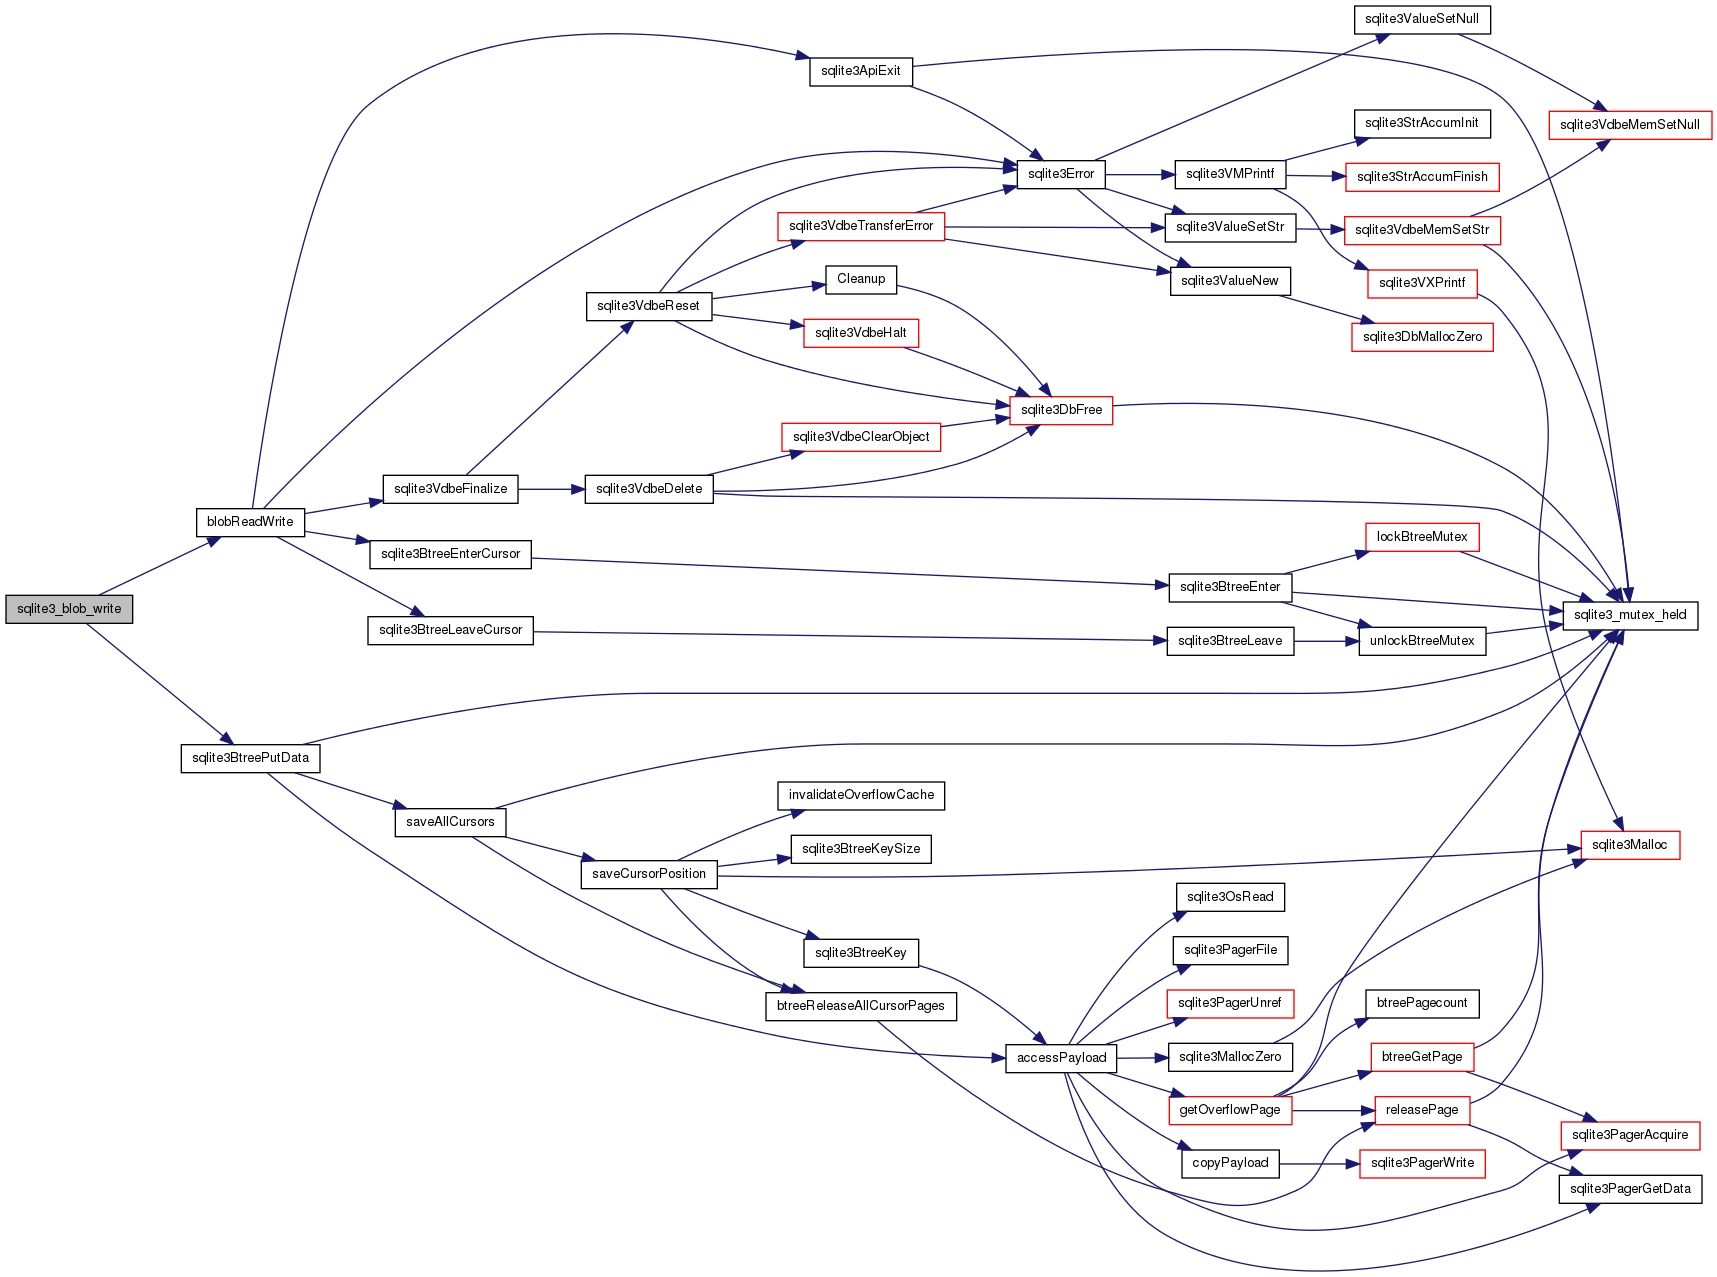 sqlite3ValueSetNull
sqlite3ApiExit
sqlite3VdbeMemSetNull
sqlite3StrAccumInit
sqlite3Error
sqlite3VMPrintf
sqlite3StrAccumFinish
sqlite3VdbeTransferError
sqlite3ValueSetStr
sqlite3VdbeMemSetStr
Cleanup
sqlite3ValueNew
sqlite3VXPrintf
sqlite3VdbeReset
sqlite3VdbeHalt
sqlite3DbMallocZero
sqlite3DbFree
sqlite3VdbeClearObject
sqlite3VdbeFinalize
sqlite3VdbeDelete
blobReadWrite
lockBtreeMutex
sqlite3BtreeEnterCursor
sqlite3BtreeEnter
sqlite3_blob_write
sqlite3_mutex_held
sqlite3BtreeLeaveCursor
sqlite3BtreeLeave
unlockBtreeMutex
sqlite3BtreePutData
invalidateOverflowCache
saveAllCursors
sqlite3BtreeKeySize
sqlite3Malloc
saveCursorPosition
sqlite3OsRead
sqlite3BtreeKey
sqlite3PagerFile
btreeReleaseAllCursorPages
sqlite3PagerUnref
btreePagecount
accessPayload
sqlite3MallocZero
btreeGetPage
getOverflowPage
releasePage
sqlite3PagerAcquire
copyPayload
sqlite3PagerWrite
sqlite3PagerGetData